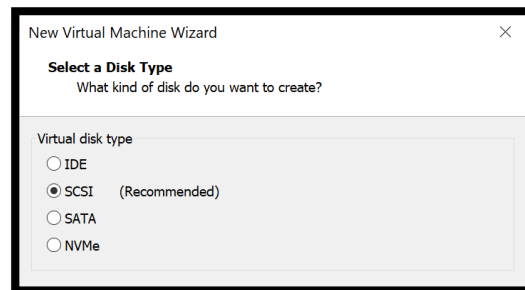 New Virtual Machine Wizard
Select a Disk Type
What kind of disk do you want to create?
Virtual disk type
IDE
SCSI (Recommended)
SATA
NVMe